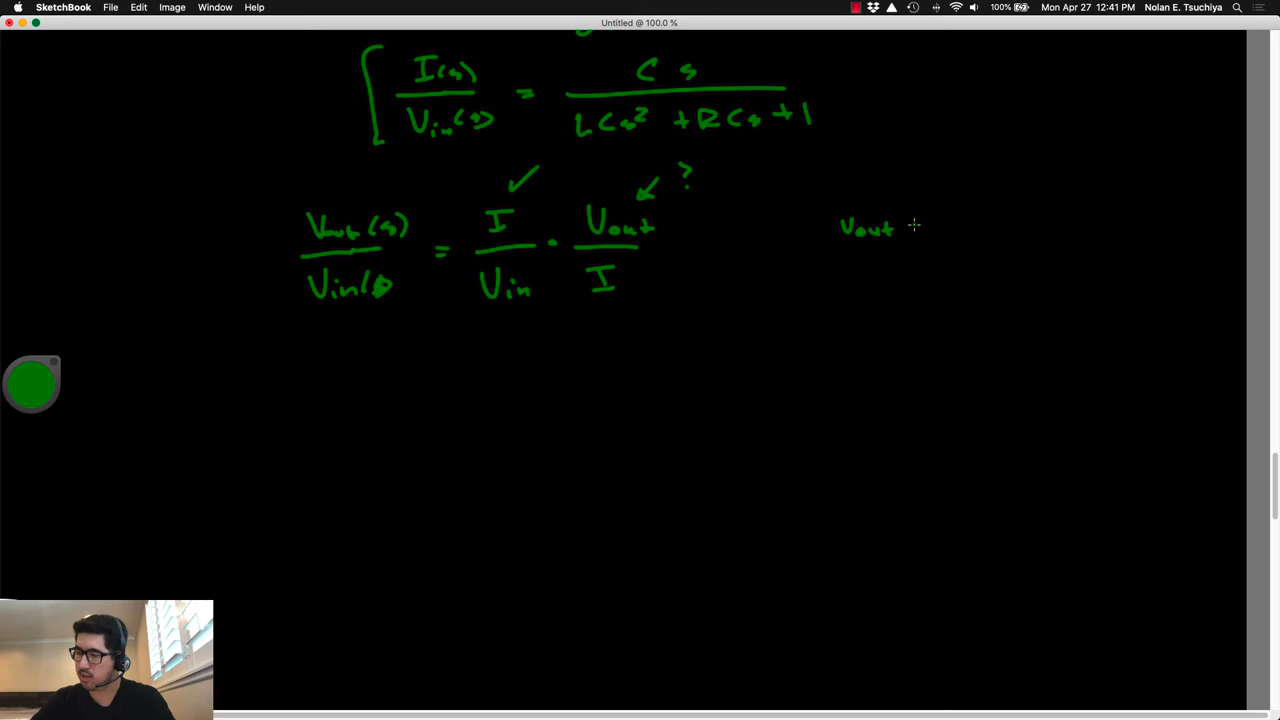 SketchBook File Edit Image Window Help 100% Mon Apr 27 12:41 PM Nolan E. Tsuchiya
Untitled @ 100.0 %
I(s) / Vin(s) = Cs / LCs² + RCs + 1
?
Vout(s) / Vin(s) = I / Vin · Vout / I
Vout